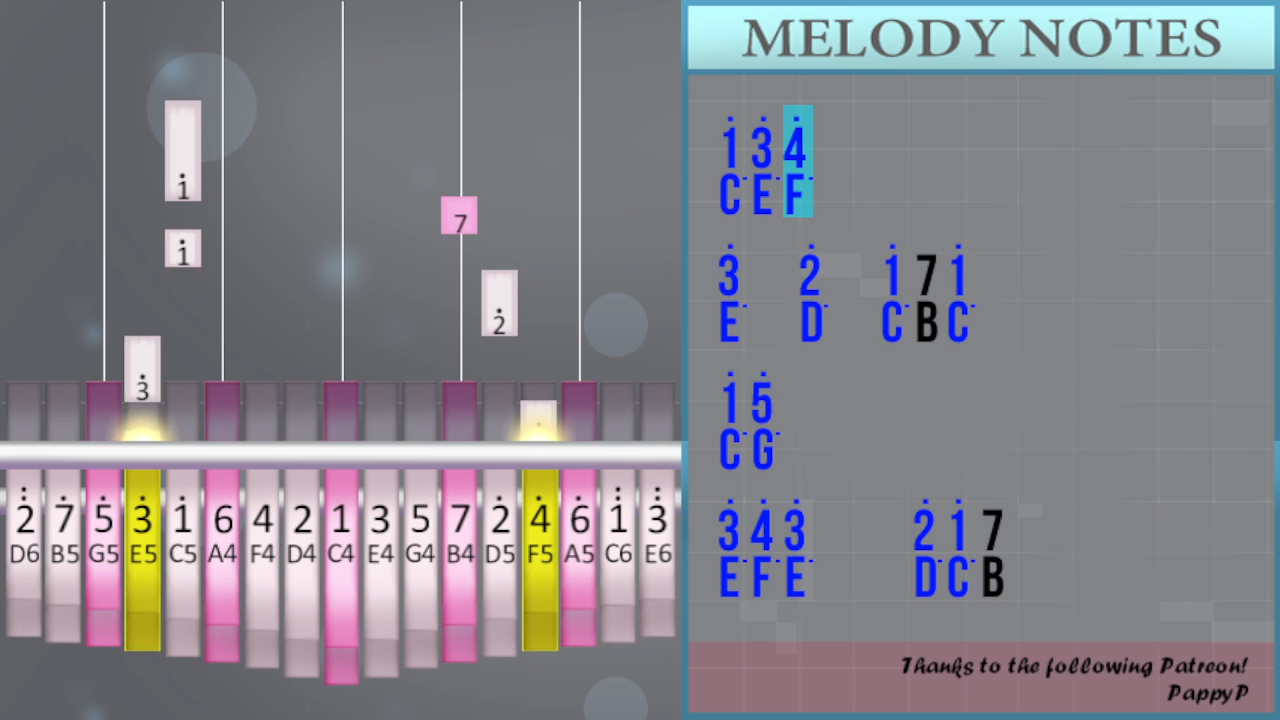 MELODY NOTES
1̇ 3̇ 4̇
C˙ E˙ F˙
3̇ 2̇ 1̇ 7 1̇
E˙ D˙ C˙ B C˙
1̇ 5̇
C˙ G˙
3̇ 4̇ 3̇ 2̇ 1̇ 7
E˙ F˙ E˙ D˙ C˙ B
Thanks to the following Patreon!
PappyP
1̇
7
1̇
2̇
3̇
2̈ 7̇ 5̇ 3̇ 1̇ 6 4 2 1 3 5 7 2̇ 4̇ 6̇ 1̈ 3̈
D6 B5 G5 E5 C5 A4 F4 D4 C4 E4 G4 B4 D5 F5 A5 C6 E6